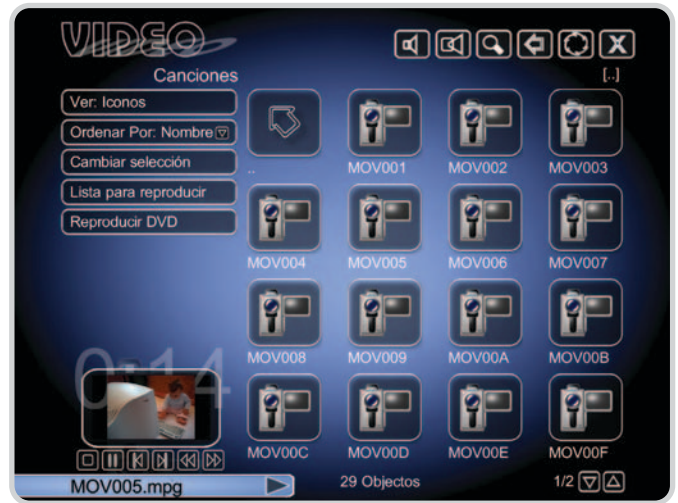 VIDEO
Canciones
[..]
Ver: Iconos
Ordenar Por: Nombre
Cambiar selección
Lista para reproducir
Reproducir DVD
..
MOV001
MOV002
MOV003
MOV004
MOV005
MOV006
MOV007
MOV008
MOV009
MOV00A
MOV00B
MOV00C
MOV00D
MOV00E
MOV00F
0:14
MOV005.mpg
29 Objectos
1/2